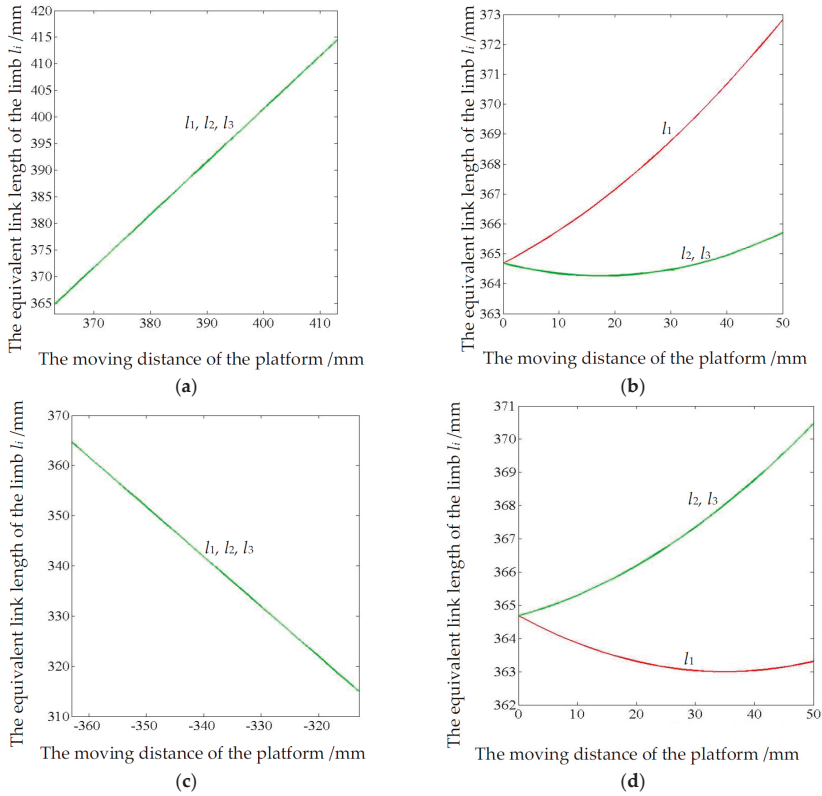 The equivalent link length of the limb li /mm
420
415
410
405
400
395
390
385
380
375
370
365
l1, l2, l3
370 380 390 400 410
The moving distance of the platform /mm
(a)
The equivalent link length of the limb li /mm
373
372
371
370
369
368
367
366
365
364
363
l1
l2, l3
0 10 20 30 40 50
The moving distance of the platform /mm
(b)
The equivalent link length of the limb li /mm
370
360
350
340
330
320
310
l1, l2, l3
-360 -350 -340 -330 -320
The moving distance of the platform /mm
(c)
The equivalent link length of the limb li /mm
371
370
369
368
367
366
365
364
363
362
l2, l3
l1
0 10 20 30 40 50
The moving distance of the platform /mm
(d)